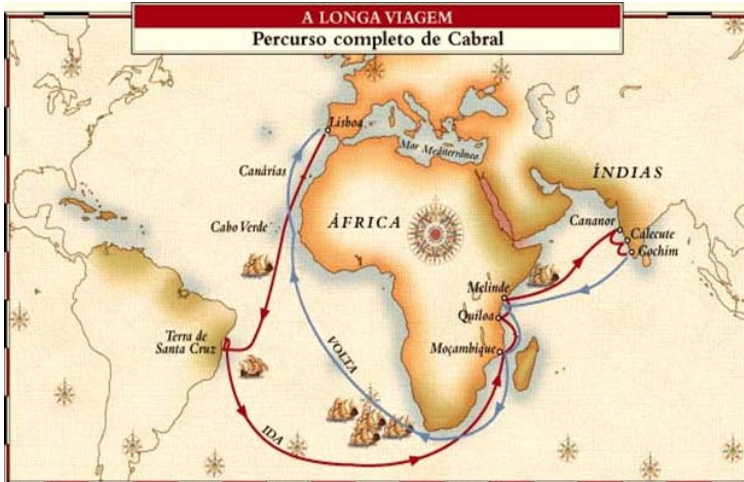 A LONGA VIAGEM
Percurso completo de Cabral
Lisboa
Mar Mediterrâneo
Canárias
ÍNDIAS
Cabo Verde
ÁFRICA
Cananor
Calecute
Cochim
Melinde
Quiloa
Terra de
Santa Cruz
Moçambique
VOLTA
IDA